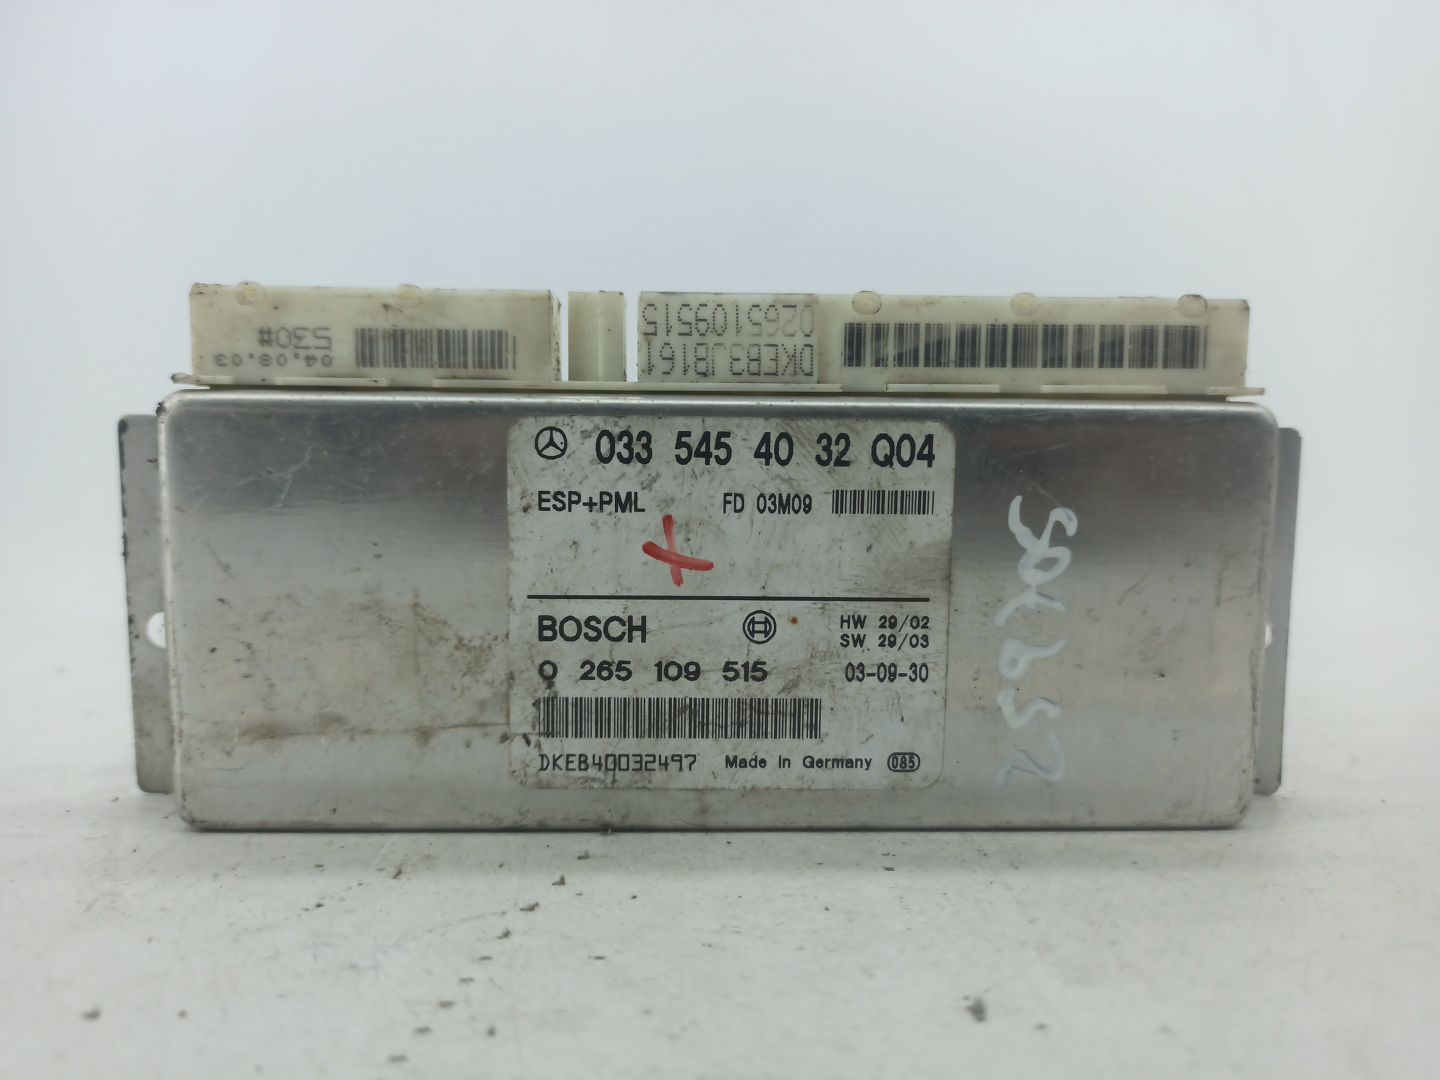 530#
04.08.03
0265109515
DKEB3JB161
033 545 40 32 Q04
ESP+PML FD 03M09
BOSCH HW 29/02
SW 29/03
0 265 109 515 03-09-30
DKEB40032497 Made in Germany 085